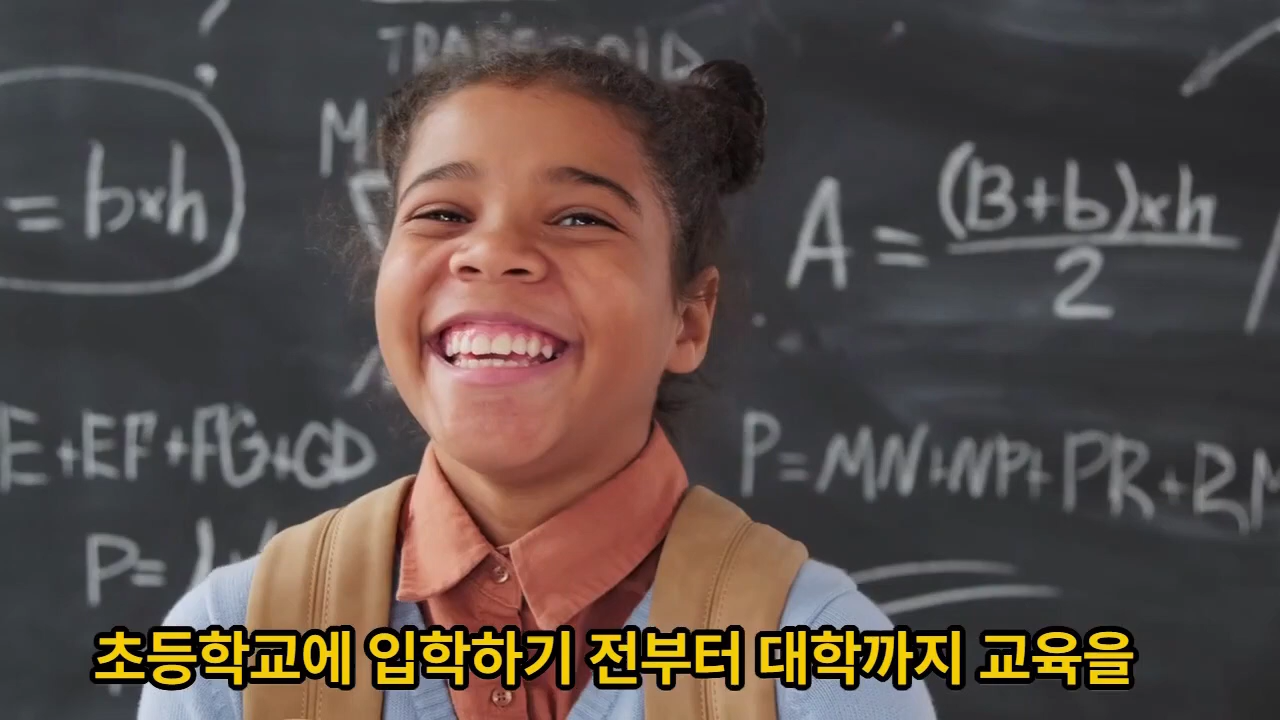 = b×h
A = (B+b)×h / 2
E+EF+FG+GD
P=MN+NP+PR+RM
P=
초등학교에 입학하기 전부터 대학까지 교육을